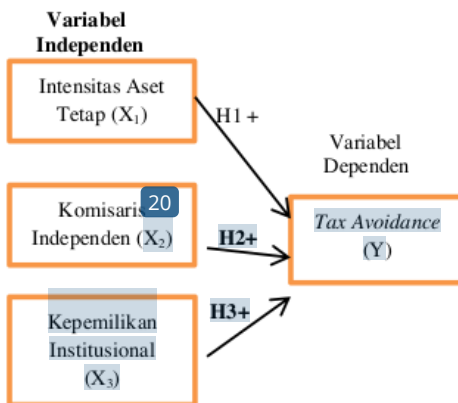 Variabel
Independen
Intensitas Aset
Tetap (X₁)
H1 +
Variabel
Dependen
Komisaris 20
Independen (X₂)
H2+
Tax Avoidance
(Y)
H3+
Kepemilikan
Institusional
(X₃)